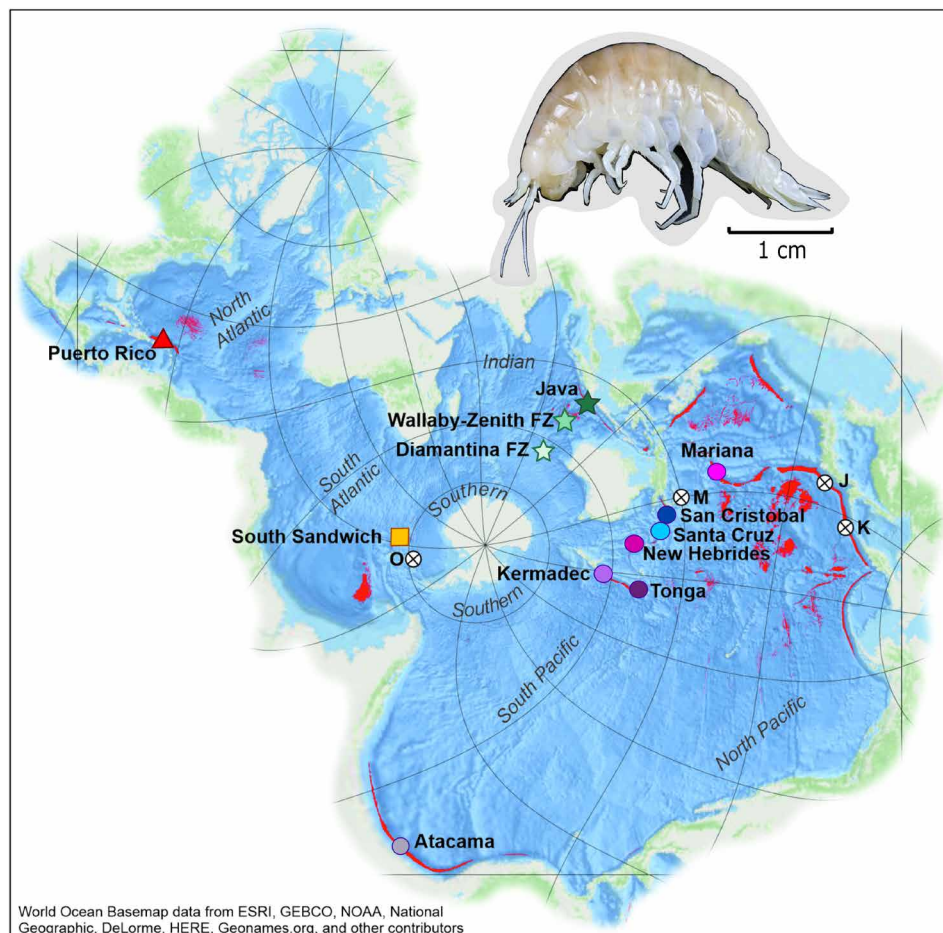 1 cm
North
Atlantic
Puerto Rico
Indian
Java
Wallaby-Zenith FZ
Diamantina FZ
Mariana
J
South
Atlantic
Southern
M
San Cristobal
K
South Sandwich
Santa Cruz
New Hebrides
O
Kermadec
Southern
Tonga
South Pacific
North Pacific
Atacama
World Ocean Basemap data from ESRI, GEBCO, NOAA, National
Geographic, DeLorme, HERE, Geonames.org, and other contributors